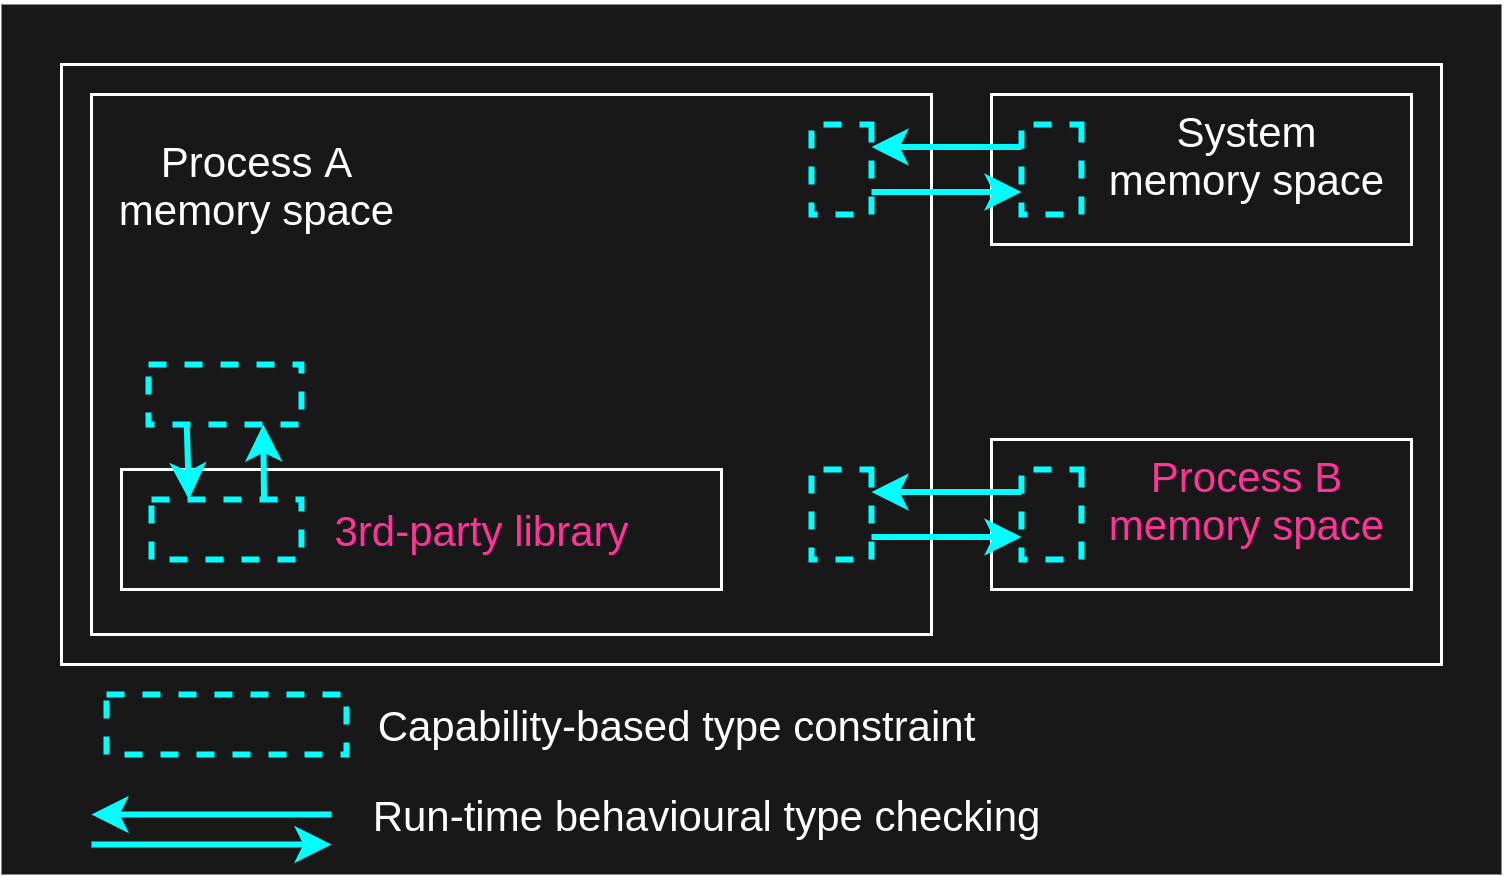 Process A
memory space
System
memory space
3rd-party library
Process B
memory space
Capability-based type constraint
Run-time behavioural type checking